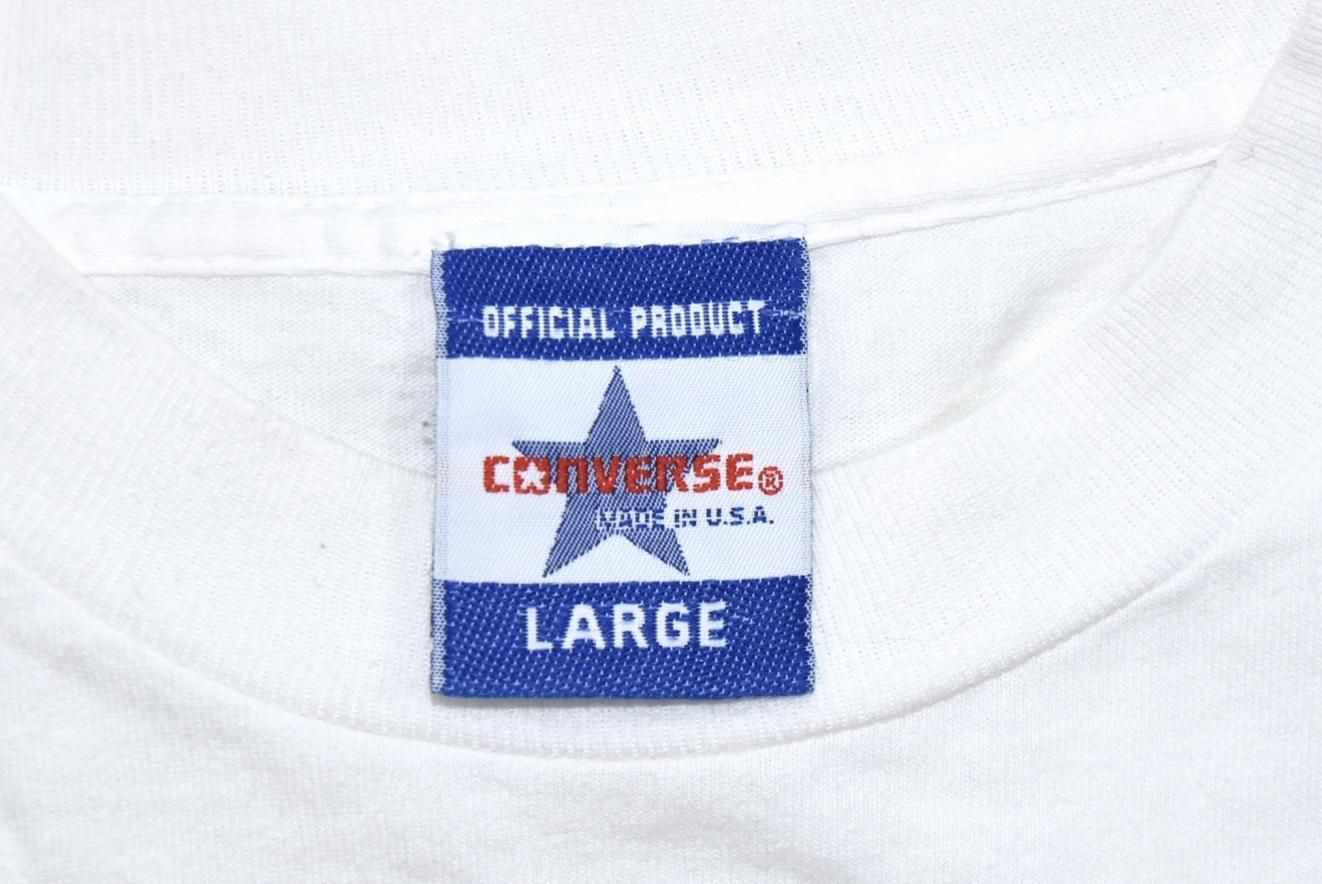 OFFICIAL PRODUCT
CONVERSE®
MADE IN U.S.A.
LARGE